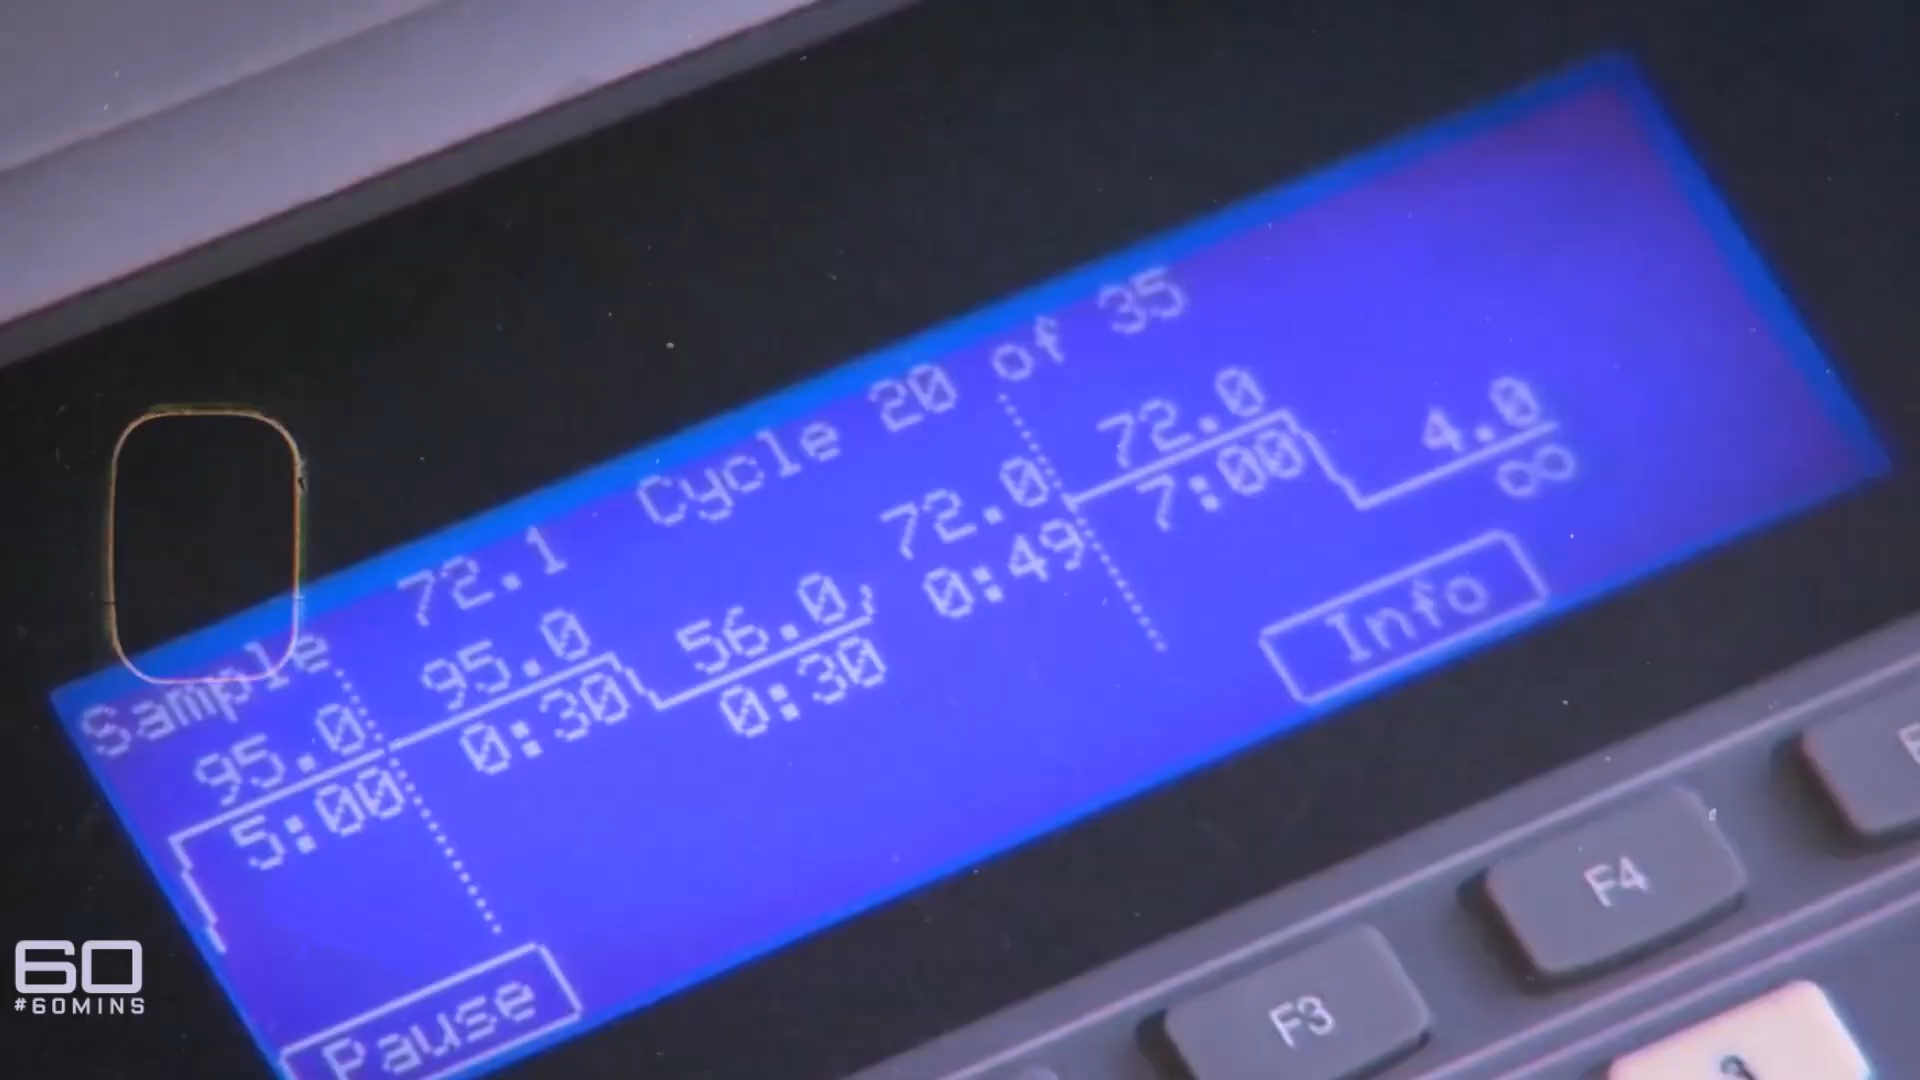 Sample 72.1 Cycle 20 of 35
95.0 95.0 56.0 72.0 72.0 4.0
5:00 0:30 0:30 0:49 7:00 ∞
Pause Info
F3 F4
60
#60MINS